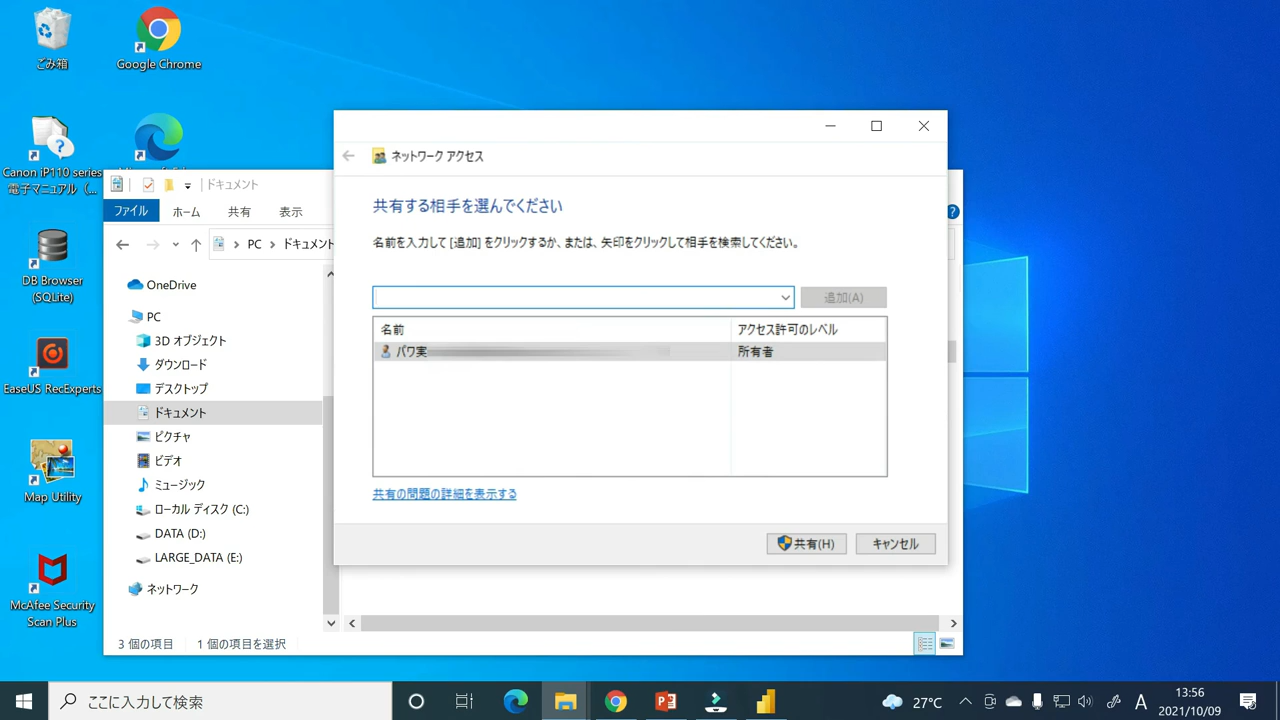 ごみ箱
Google Chrome
Canon iP110 series
電子マニュアル (...
DB Browser
(SQLite)
EaseUS RecExperts
Map Utility
McAfee Security
Scan Plus
ドキュメント
ファイル
ホーム
共有
表示
PC
ドキュメント
OneDrive
PC
3D オブジェクト
ダウンロード
デスクトップ
ドキュメント
ピクチャ
ビデオ
ミュージック
ローカル ディスク (C:)
DATA (D:)
LARGE_DATA (E:)
ネットワーク
3 個の項目
1 個の項目を選択
ネットワーク アクセス
共有する相手を選んでください
名前を入力して [追加] をクリックするか、または、矢印をクリックして相手を検索してください。
追加(A)
名前
アクセス許可のレベル
パワ実
所有者
共有の問題の詳細を表示する
共有(H)
キャンセル
ここに入力して検索
27°C
A
13:56
2021/10/09